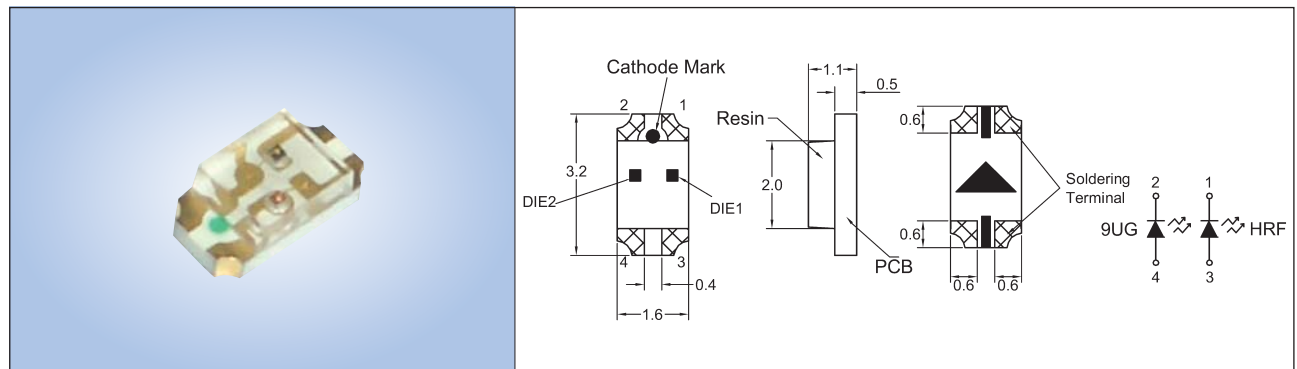 Cathode Mark
2 1
3.2
DIE2
DIE1
4 3
0.4
1.6
1.1
0.5
Resin
2.0
PCB
0.6
0.6
0.6 0.6
Soldering
Terminal
2 1
9UG
HRF
4 3